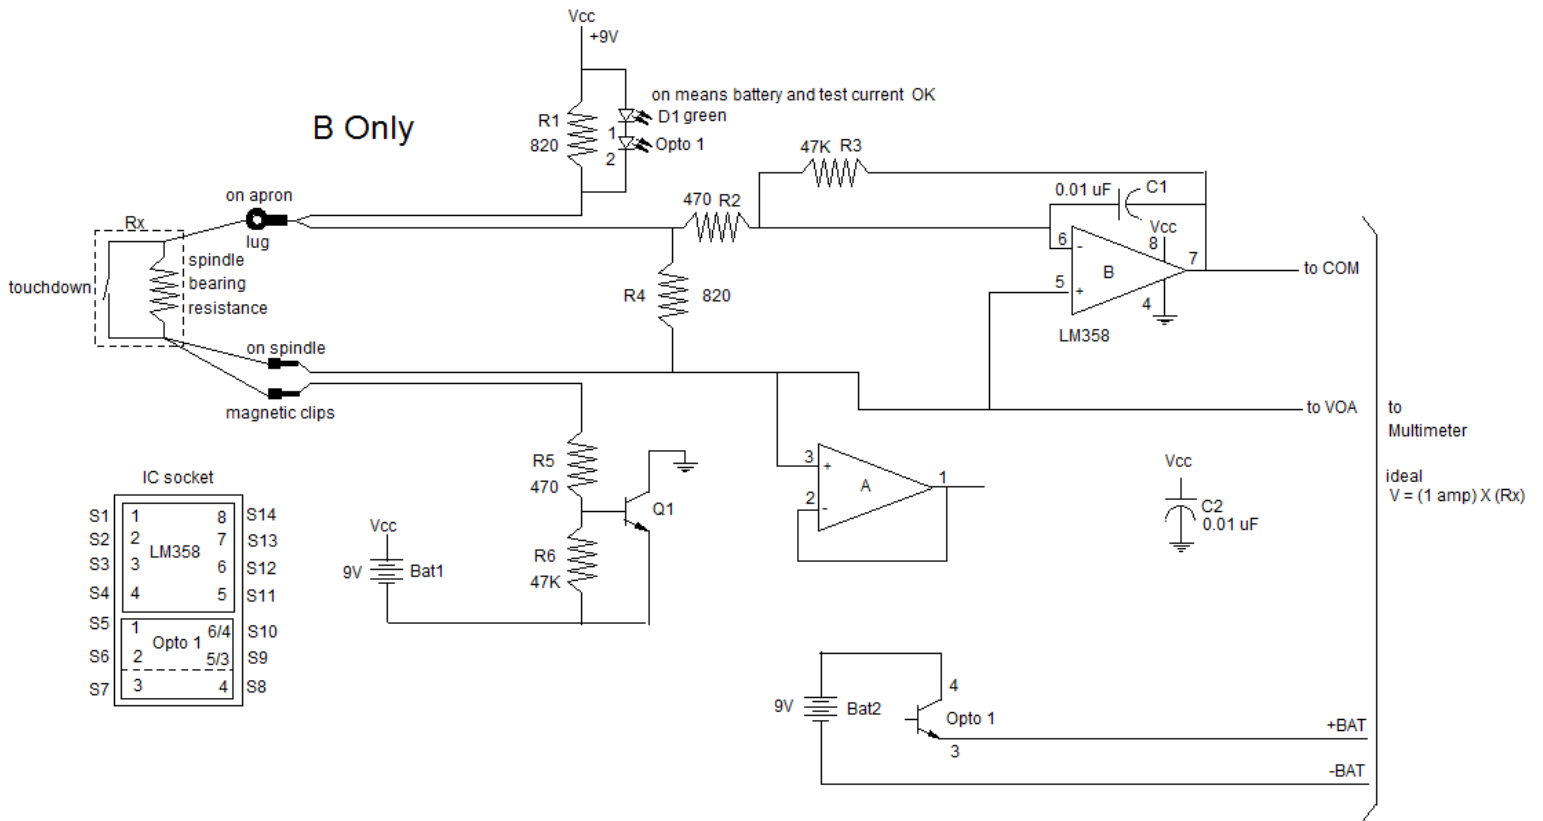 Vcc
+9V
on means battery and test current OK
B Only
R1
820
D1 green
1
Opto 1
2
47K R3
on apron
470 R2
0.01 uF
C1
Rx
lug
Vcc
8
6
-
7
B
to COM
spindle
bearing
resistance
touchdown
R4
820
5
+
4
LM358
on spindle
magnetic clips
to VOA
to
Multimeter
R5
470
3
+
A
1
2
-
Vcc
ideal
V = (1 amp) X (Rx)
Q1
C2
0.01 uF
IC socket
S1
1
8
S14
S2
2
LM358
7
S13
S3
3
6
S12
S4
4
5
S11
S5
1
6/4
S10
Opto 1
S6
2
5/3
S9
S7
3
4
S8
Vcc
9V
Bat1
R6
47K
9V
Bat2
4
Opto 1
3
+BAT
-BAT